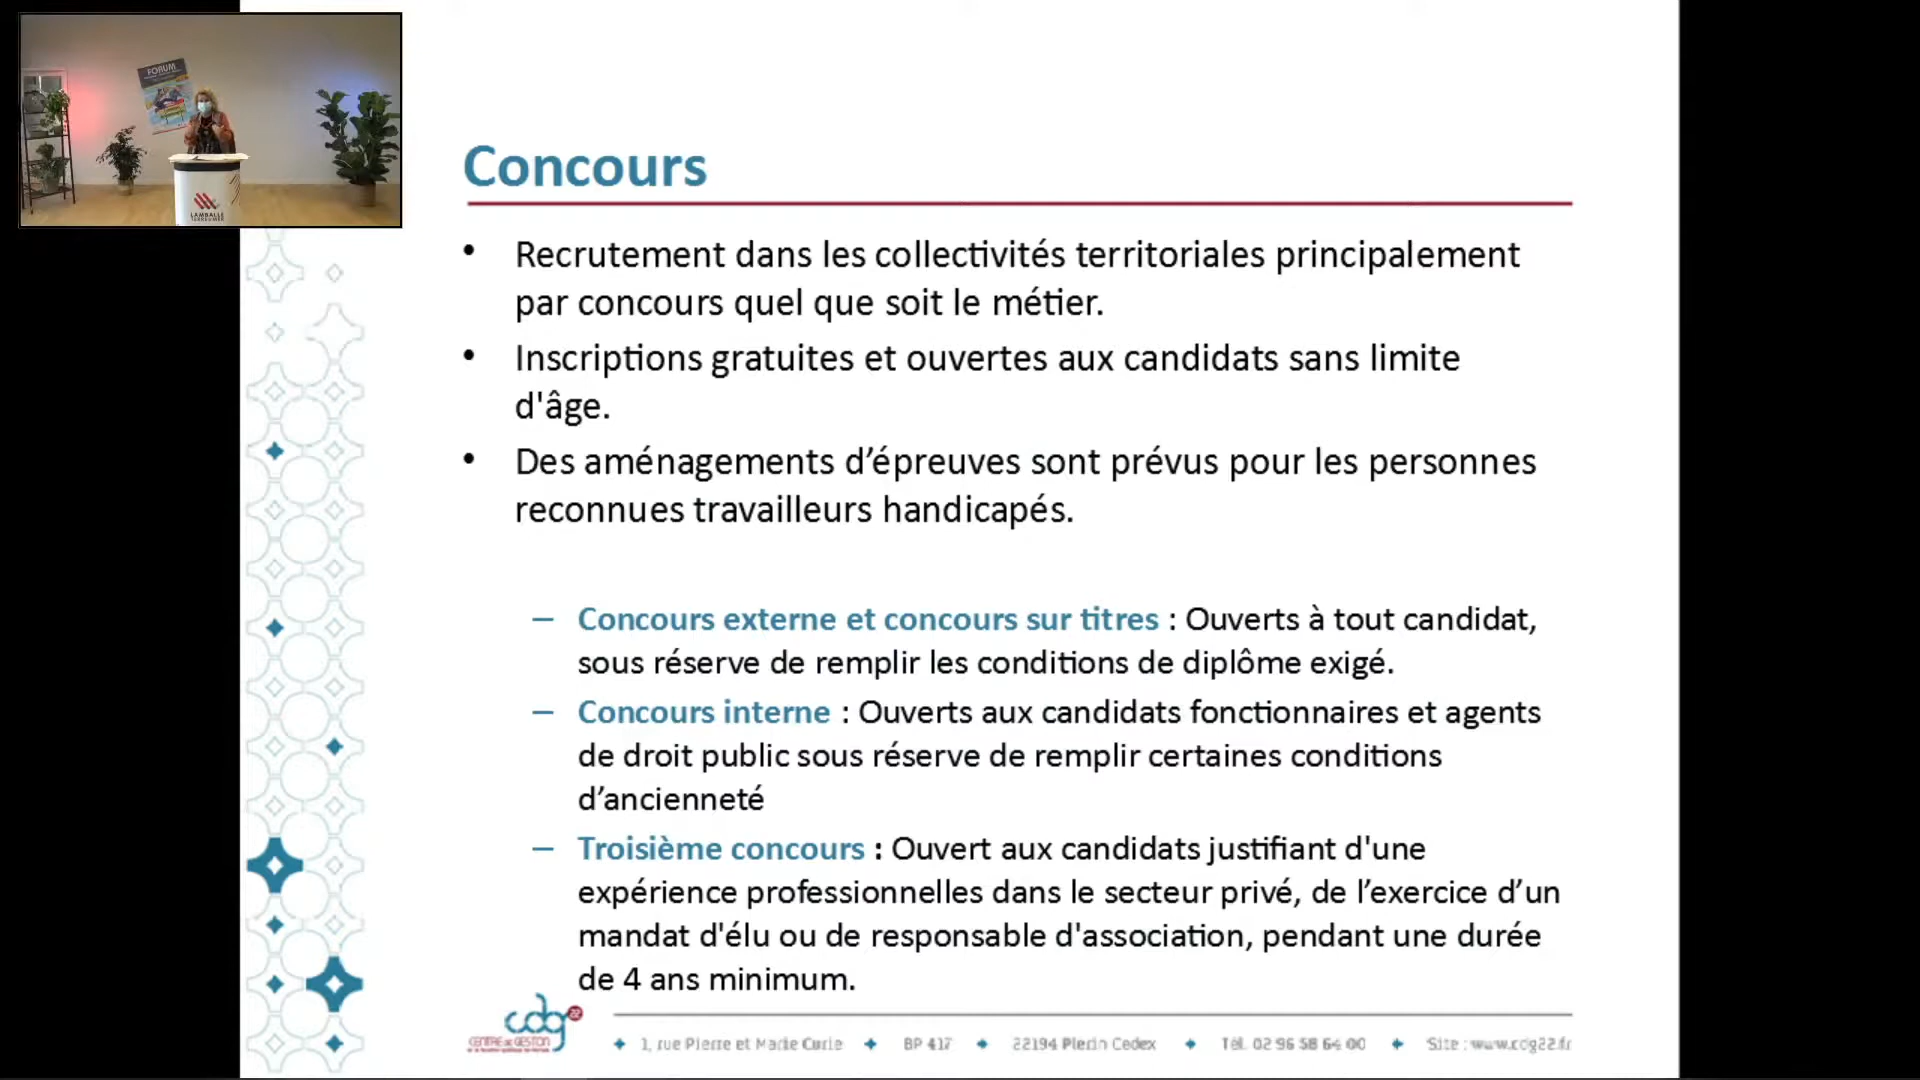 FORUM
LAMBALLE
TERRE & MER
Concours
• Recrutement dans les collectivités territoriales principalement
par concours quel que soit le métier.
• Inscriptions gratuites et ouvertes aux candidats sans limite
d'âge.
• Des aménagements d’épreuves sont prévus pour les personnes
reconnues travailleurs handicapés.
– Concours externe et concours sur titres : Ouverts à tout candidat,
sous réserve de remplir les conditions de diplôme exigé.
– Concours interne : Ouverts aux candidats fonctionnaires et agents
de droit public sous réserve de remplir certaines conditions
d’ancienneté
– Troisième concours : Ouvert aux candidats justifiant d'une
expérience professionnelles dans le secteur privé, de l’exercice d’un
mandat d'élu ou de responsable d'association, pendant une durée
de 4 ans minimum.
cdg 22
CENTRE DE GESTION
1, rue Pierre et Marie Curie ✦ BP 417 ✦ 22194 Plerin Cedex ✦ Tél. 02 96 58 64 00 ✦ Site : www.cdg22.fr